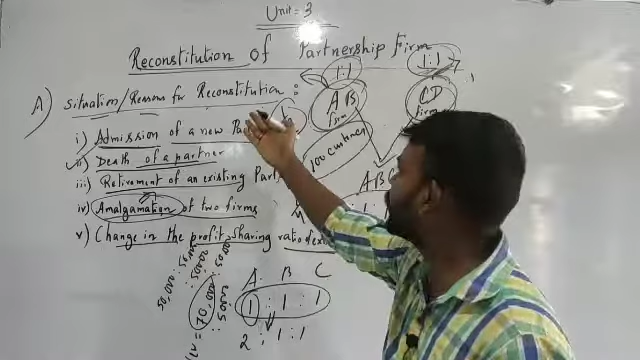 Unit = 3
Reconstitution of Partnership Firm
A) Situation/Reasons for Reconstitution :
1:1
1:1
A B
firm
CD
firm
i) Admission of a new
ii) Death of a partner
100 customer
iii) Retirement of an existing
iv) Amalgamation of two firms
v) Change in the profit sharing ratio of
A B C
1 : 1 : 1
2 : 1 : 1